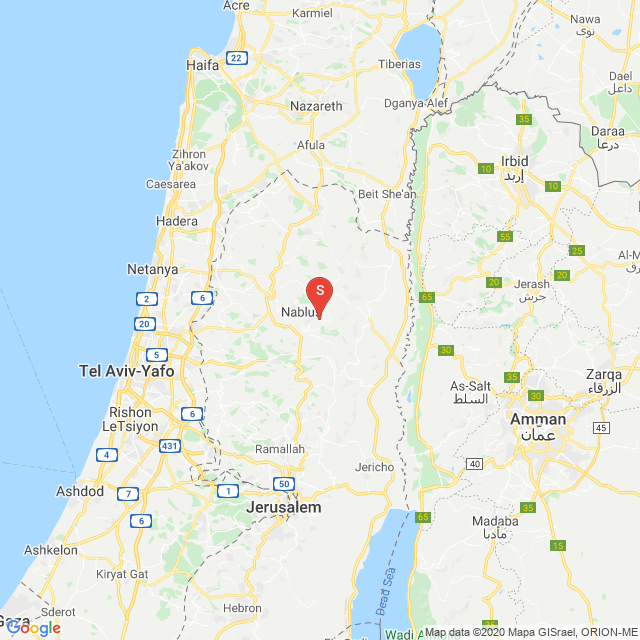 Acre
Karmiel
Nawa
نوى
22
Haifa
Tiberias
Dael
داعل
Nazareth
Dganya Alef
35
Daraa
درعا
Afula
Zihron
Ya'akov
Irbid
إربد
10
10
Caesarea
Beit She'an
Hadera
55
25
Netanya
20
20
2
6
65
Jerash
جرش
S
Nablus
20
30
5
35
Tel Aviv-Yafo
Zarqa
الزرقاء
As-Salt
السلط
30
Rishon
LeTsiyon
6
Amman
عمان
45
431
Ramallah
4
Jericho
40
50
1
7
Ashdod
Jerusalem
35
65
6
Madaba
مأدبا
Ashkelon
15
Kiryat Gat
Dead Sea
Hebron
Sderot
Gaza
Google
Wadi
Map data ©2020 Mapa GISrael, ORION-ME